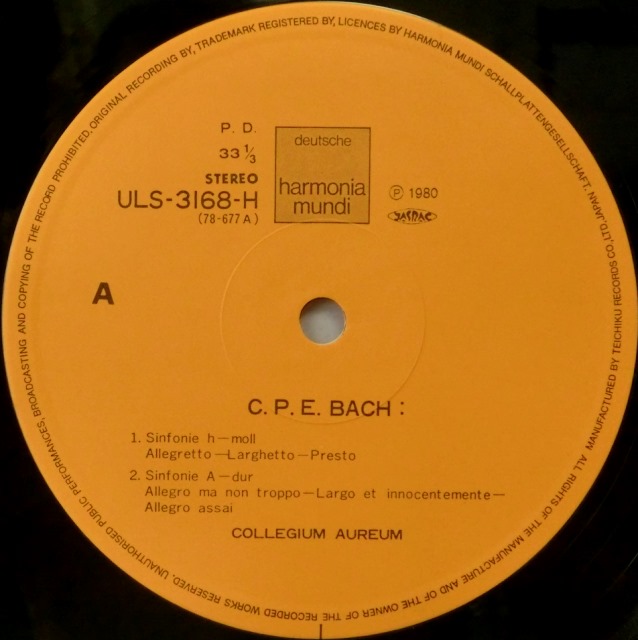 P. D.
33 ⅓
STEREO
ULS-3168-H
(78-677 A)
deutsche
harmonia
mundi
Ⓟ 1980
JASRAC
A
C. P. E. BACH :
1. Sinfonie h—moll
Allegretto—Larghetto—Presto
2. Sinfonie A—dur
Allegro ma non troppo—Largo et innocentemente—
Allegro assai
COLLEGIUM AUREUM
ORIGINAL RECORDING BY, TRADEMARK REGISTERED BY, LICENCES BY HARMONIA MUNDI SCHALLPLATTENGESELLSCHAFT. MANUFACTURED BY TEICHIKU RECORDS CO., LTD. JAPAN. ALL RIGHTS OF THE MANUFACTURE AND OF THE OWNER OF THE RECORDED WORKS RESERVED. UNAUTHORISED PUBLIC PERFORMANCES, BROADCASTING AND COPYING OF THE RECORD PROHIBITED.